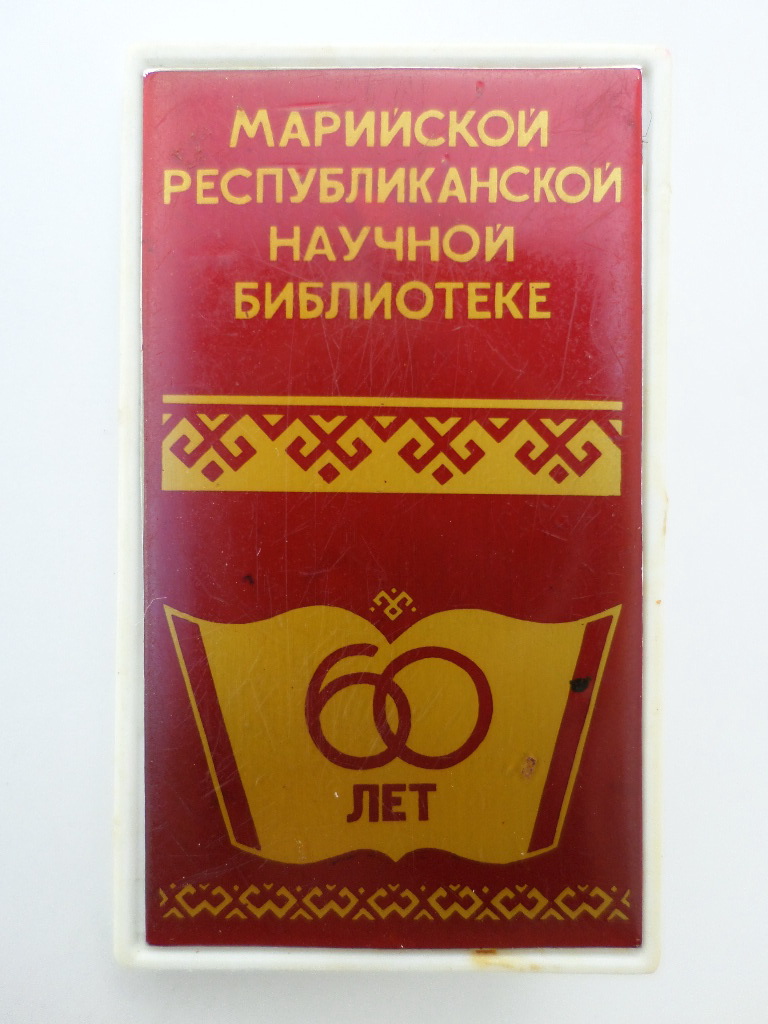 МАРИЙСКОЙ
РЕСПУБЛИКАНСКОЙ
НАУЧНОЙ
БИБЛИОТЕКЕ
60
ЛЕТ